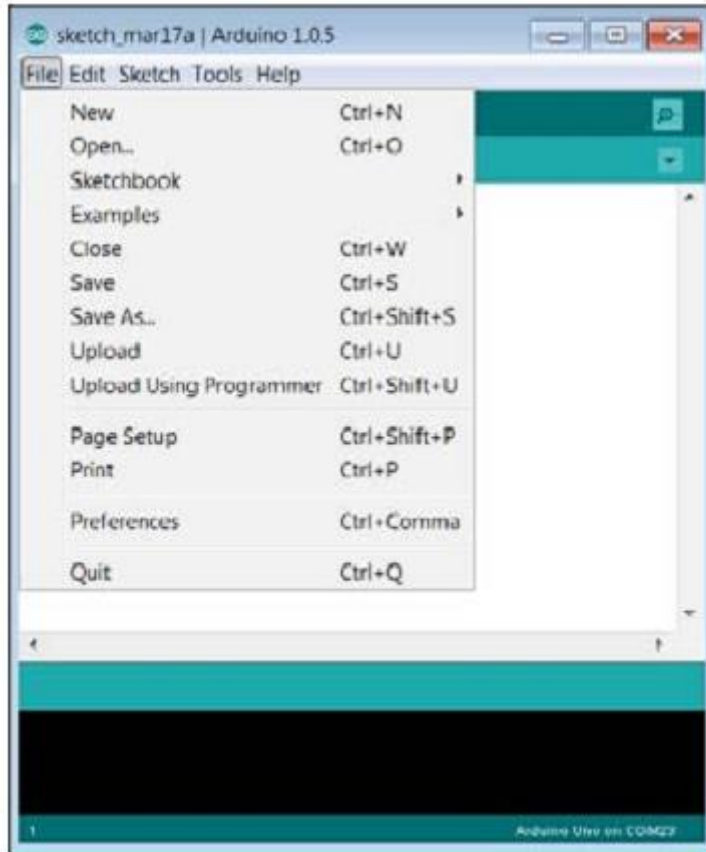 sketch_mar17a | Arduino 1.0.5
File Edit Sketch Tools Help
New Ctrl+N
Open... Ctrl+O
Sketchbook
Examples
Close Ctrl+W
Save Ctrl+S
Save As... Ctrl+Shift+S
Upload Ctrl+U
Upload Using Programmer Ctrl+Shift+U
Page Setup Ctrl+Shift+P
Print Ctrl+P
Preferences Ctrl+Comma
Quit Ctrl+Q
1 Arduino Uno on